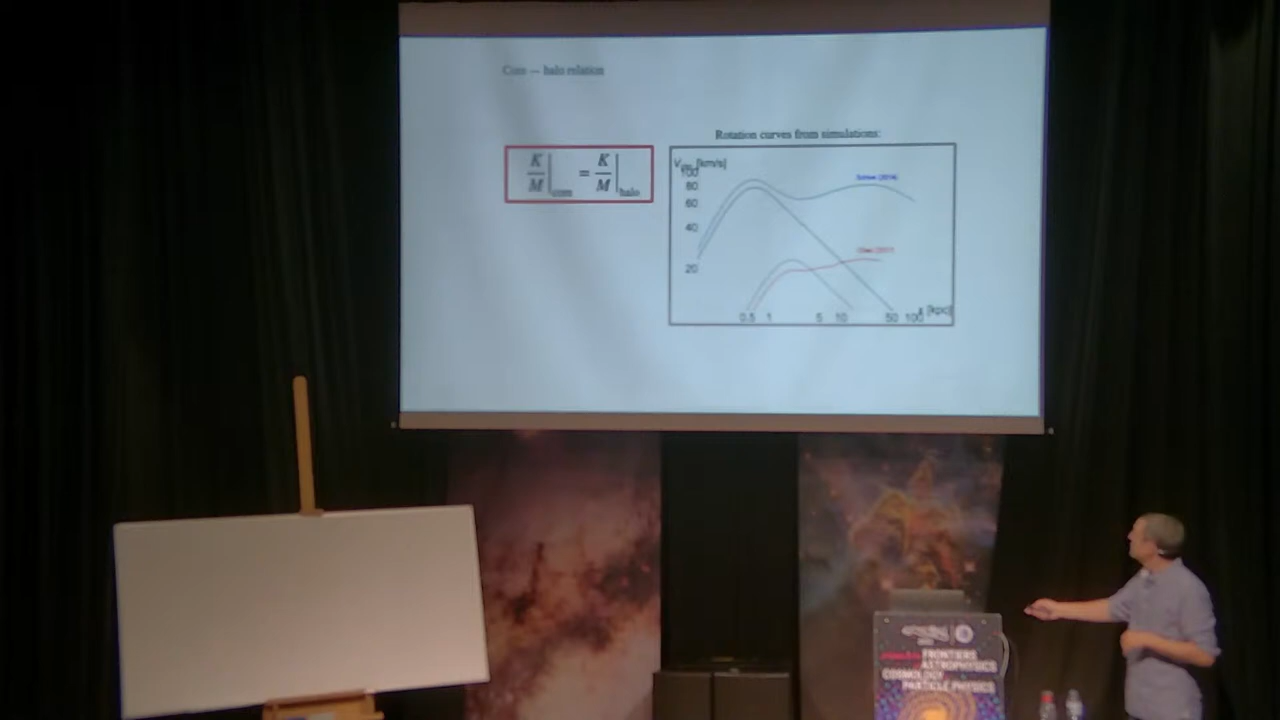 Core — halo relation
K/M|core = K/M|halo
Rotation curves from simulations:
[km/s]
100
80
60
40
20
0.5 1 5 10 50 100
[kpc]
FRONTIERS
ASTROPHYSICS
COSMOLOGY
PARTICLE PHYSICS